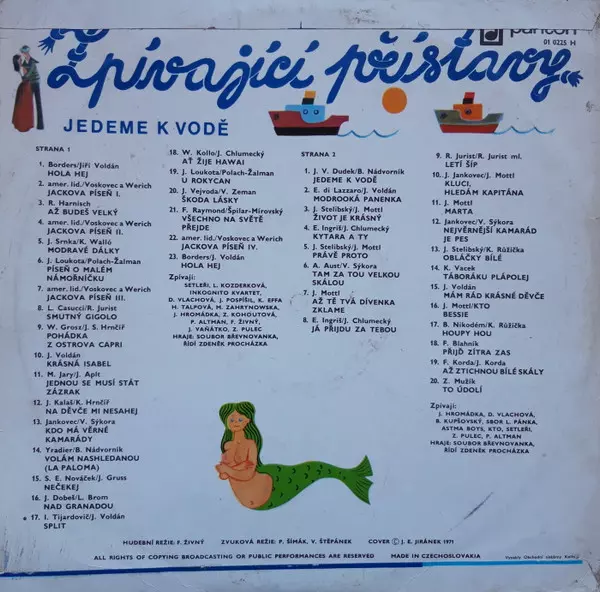 panton
01 0225 H
Zpívající přístavy
JEDEME K VODĚ
STRANA 1
1. Borders/Jiří Voldán
HOLA HEJ
2. amer. lid./Voskovec a Werich
JACKOVA PÍSEŇ I.
3. R. Harnisch
AŽ BUDEŠ VELKÝ
4. amer. lid./Voskovec a Werich
JACKOVA PÍSEŇ II.
5. J. Srnka/K. Walló
MODRAVÉ DÁLKY
6. J. Loukota/Polach-Žalman
PÍSEŇ O MALÉM
NÁMOŘNÍČKU
7. amer. lid./Voskovec a Werich
JACKOVA PÍSEŇ III.
8. L. Casucci/R. Jurist
SMUTNÝ GIGOLO
9. W. Grosz/J. S. Hrnčíř
POHÁDKA
Z OSTROVA CAPRI
10. J. Voldán
KRÁSNÁ ISABEL
11. M. Jary/J. Aplt
JEDNOU SE MUSÍ STÁT
ZÁZRAK
12. J. Kalaš/K. Hrnčíř
NA DĚVČE MI NESAHEJ
13. Jankovec/V. Sýkora
KDO MÁ VĚRNÉ
KAMARÁDY
14. Yradier/B. Nádvorník
VOLÁM NASHLEDANOU
(LA PALOMA)
15. S. E. Nováček/J. Gruss
NEČEKEJ
16. J. Dobeš/L. Brom
NAD GRANADOU
17. I. Tijardovič/J. Voldán
SPLIT
18. W. Kollo/J. Chlumecký
AŤ ŽIJE HAWAI
19. J. Loukota/Polach-Žalman
U ROKYCAN
20. J. Vejvoda/V. Zeman
ŠKODA LÁSKY
21. F. Raymond/Špilar-Mírovský
VŠECHNO NA SVĚTĚ
PŘEJDE
22. amer. lid./Voskovec a Werich
JACKOVA PÍSEŇ IV.
23. Borders/J. Voldán
HOLA HEJ
Zpívají:
SETLEŘI, L. KOZDERKOVÁ
INKOGNITO KVARTET,
D. VLACHOVÁ, J. POSPÍŠIL, K. EFFA
H. TALPOVÁ, M. ZAHRYNOWSKÁ,
J. HROMÁDKA, Z. KOHOUTOVÁ,
P. ALTMAN, F. ŽIVNÝ,
J. VAŇÁTKO, Z. PULEC
HRAJE: SOUBOR BŘEVNOVANKA,
ŘÍDÍ ZDENĚK PROCHÁZKA
STRANA 2
1. J. V. Dudek/B. Nádvorník
JEDEME K VODĚ
2. E. di Lazzaro/J. Voldán
MODROOKÁ PANENKA
3. J. Stelibský/J. Mottl
ŽIVOT JE KRÁSNÝ
4. E. Ingriš/J. Chlumecký
KYTARA A TY
5. J. Stelibský/J. Mottl
PRÁVĚ PROTO
6. A. Aust/V. Sýkora
TAM ZA TOU VELKOU
SKÁLOU
7. J. Mottl
AŽ TĚ TVÁ DÍVENKA
ZKLAME
8. E. Ingriš/J. Chlumecký
JÁ PŘIJDU ZA TEBOU
9. R. Jurist/R. Jurist ml.
LETÍ ŠÍP
10. J. Jankovec/J. Mottl
KLUCI,
HLEDÁM KAPITÁNA
11. J. Mottl
MARTA
12. Jankovec/V. Sýkora
NEJVĚRNĚJŠÍ KAMARÁD
JE PES
13. J. Stelibský/K. Růžička
OBLÁČKY BÍLÉ
14. K. Vacek
TÁBORÁKU PLÁPOLEJ
15. J. Voldán
MÁM RÁD KRÁSNÉ DĚVČE
16. J. Mottl/KTO
BESSIE
17. B. Nikodém/K. Růžička
HOUPY HOU
18. F. Blahník
PŘIJĎ ZÍTRA ZAS
19. F. Korda/J. Korda
AŽ ZTICHNOU BÍLÉ SKÁLY
20. Z. Mužík
TO ÚDOLÍ
Zpívají:
J. HROMÁDKA, D. VLACHOVÁ,
B. KUPŠOVSKÝ, SBOR L. PÁNKA,
ASTMA BOYS, KTO, SETLEŘI,
Z. PULEC, P. ALTMAN
HRAJE: SOUBOR BŘEVNOVANKA,
ŘÍDÍ ZDENĚK PROCHÁZKA
HUDEBNÍ REŽIE: F. ŽIVNÝ ZVUKOVÁ REŽIE: P. ŠIMÁK, V. ŠTĚPÁNEK COVER © J. E. JIRÁNEK 1971
ALL RIGHTS OF COPYING BROADCASTING OR PUBLIC PERFORMANCES ARE RESERVED MADE IN CZECHOSLOVAKIA